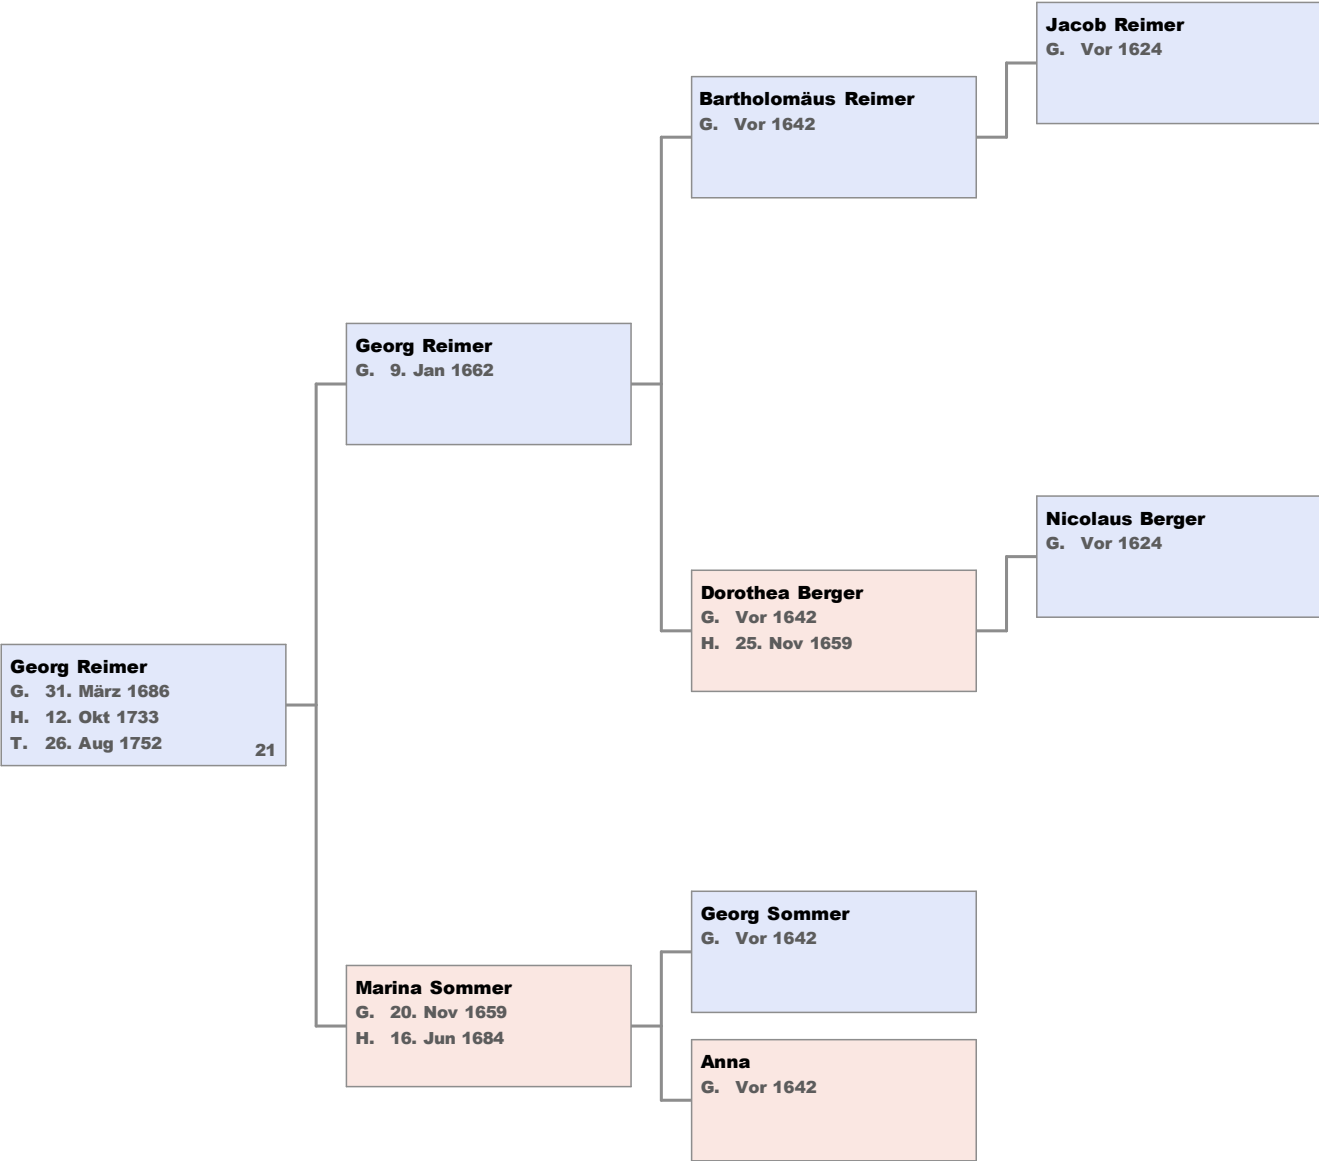 Jacob Reimer
G. Vor 1624
Bartholomäus Reimer
G. Vor 1642
Georg Reimer
G. 9. Jan 1662
Nicolaus Berger
G. Vor 1624
Dorothea Berger
G. Vor 1642
H. 25. Nov 1659
Georg Reimer
G. 31. März 1686
H. 12. Okt 1733
T. 26. Aug 1752
21
Georg Sommer
G. Vor 1642
Marina Sommer
G. 20. Nov 1659
H. 16. Jun 1684
Anna
G. Vor 1642